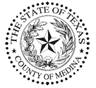 THE STATE OF TEXAS
COUNTY OF MEDINA